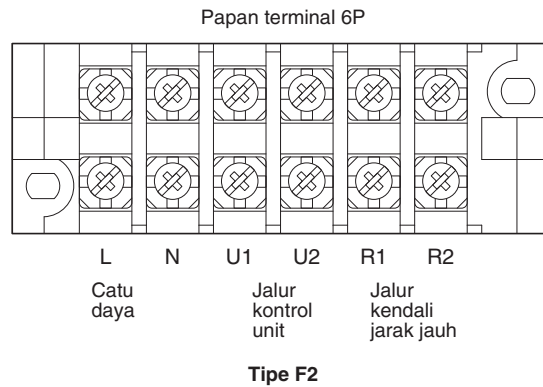 Papan terminal 6P
L N U1 U2 R1 R2
Catu
daya
Jalur
kontrol
unit
Jalur
kendali
jarak jauh
Tipe F2